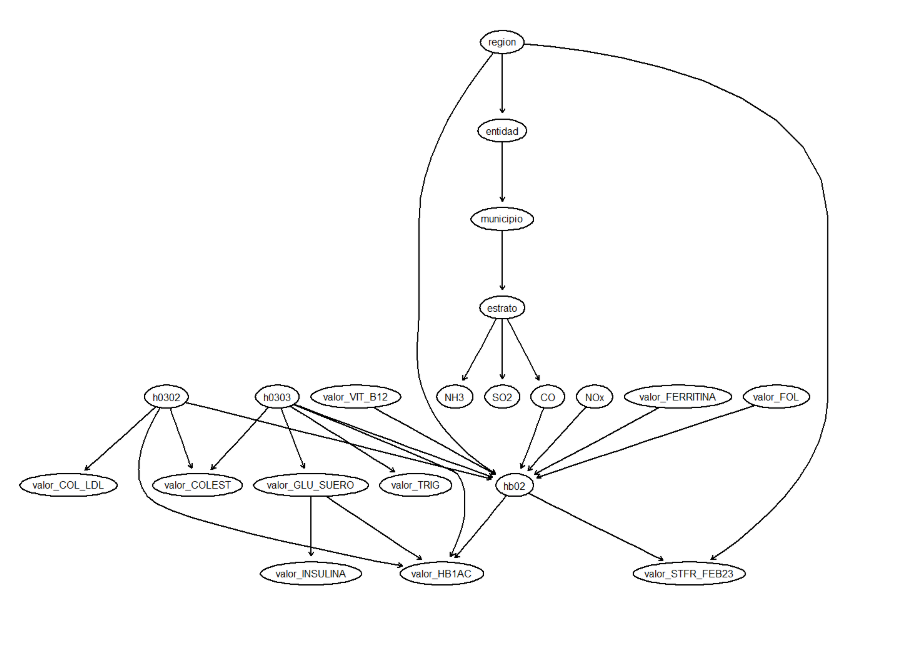 region
entidad
municipio
estrato
h0302
h0303
valor_VIT_B12
NH3
SO2
CO
NOx
valor_FERRITINA
valor_FOL
valor_COL_LDL
valor_COLEST
valor_GLU_SUERO
valor_TRIG
hb02
valor_INSULINA
valor_HB1AC
valor_STFR_FEB23